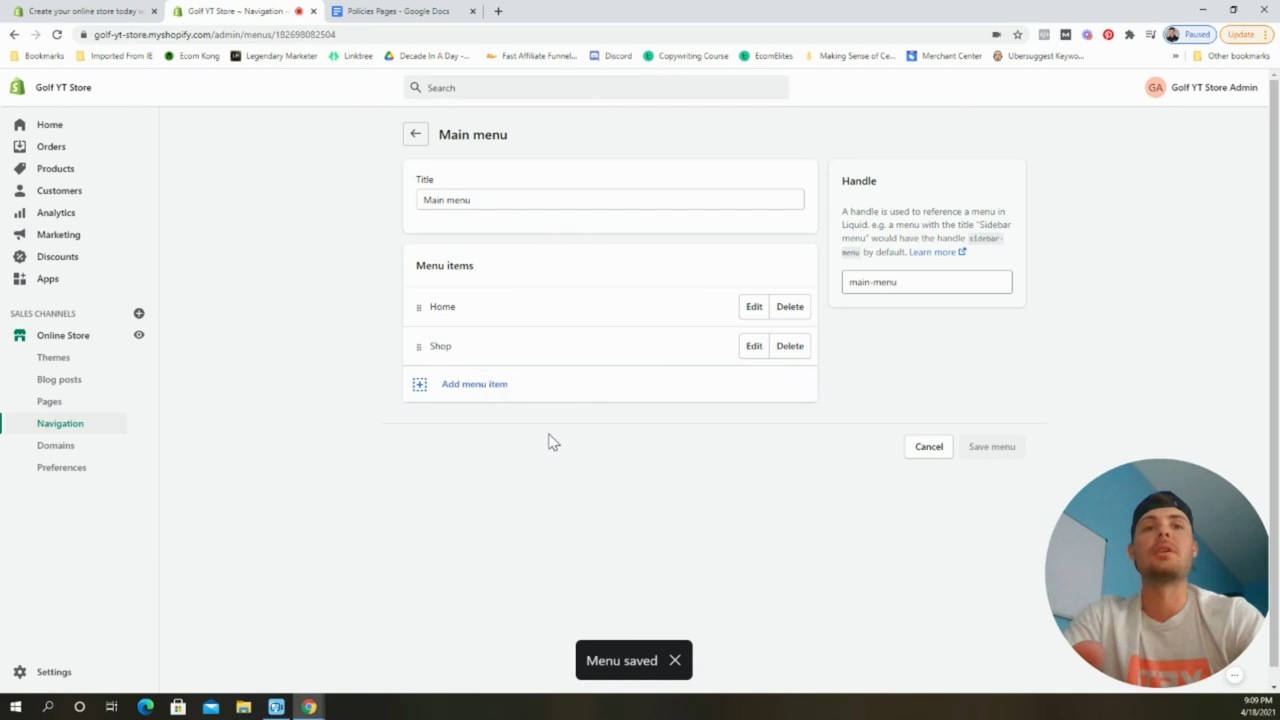 Create your online store today w
Golf YT Store ~ Navigation ~
Policies Pages - Google Docs
golf-yt-store.myshopify.com/admin/menus/182698082504
Paused
Update
Bookmarks
Imported From IE
Ecom Kong
Legendary Marketer
Linktree
Decade In A Day -...
Fast Affiliate Funnel...
Discord
Copywriting Course
EcomElites
Making Sense of Ce...
Merchant Center
Ubersuggest Keywo...
Other bookmarks
Golf YT Store
Search
GA
Golf YT Store Admin
Home
Orders
Products
Customers
Analytics
Marketing
Discounts
Apps
SALES CHANNELS
Online Store
Themes
Blog posts
Pages
Navigation
Domains
Preferences
Settings
Main menu
Title
Main menu
Menu items
Home
Edit
Delete
Shop
Edit
Delete
Add menu item
Handle
A handle is used to reference a menu in
Liquid. e.g. a menu with the title "Sidebar
menu" would have the handle sidebar-
menu by default. Learn more
main-menu
Cancel
Save menu
Menu saved
9:09 PM
4/18/2021